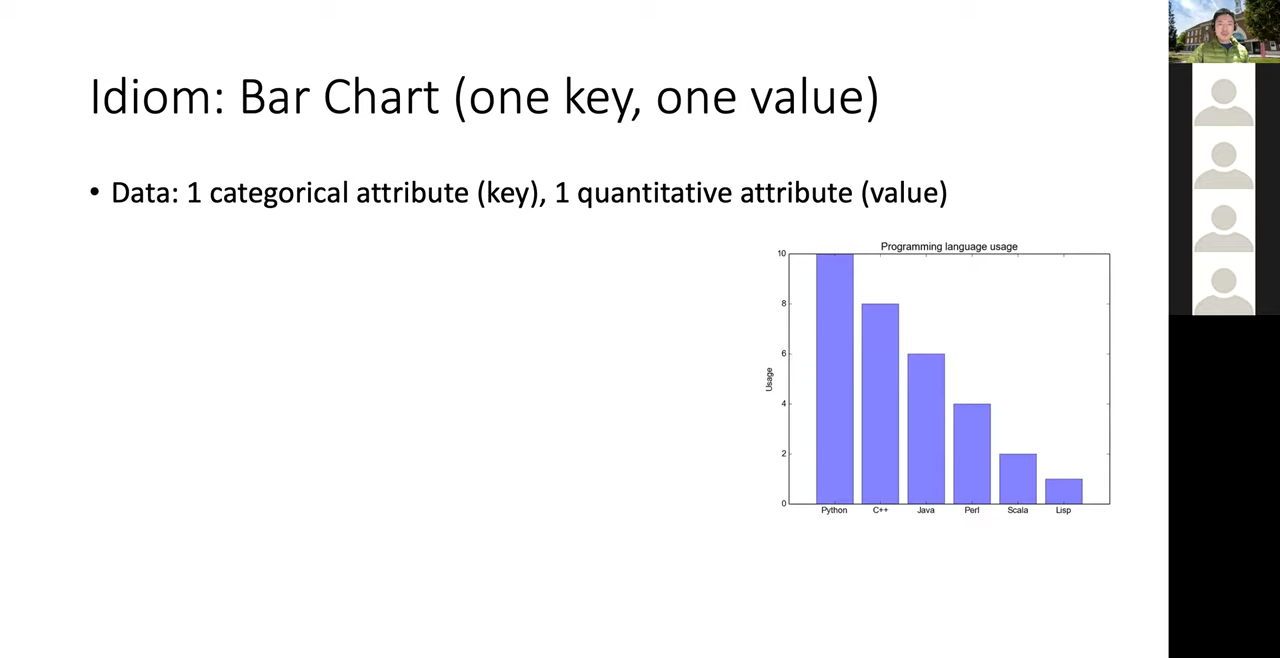 Idiom: Bar Chart (one key, one value)
• Data: 1 categorical attribute (key), 1 quantitative attribute (value)
Programming language usage
10
8
6
4
2
0
Usage
Python C++ Java Perl Scala Lisp